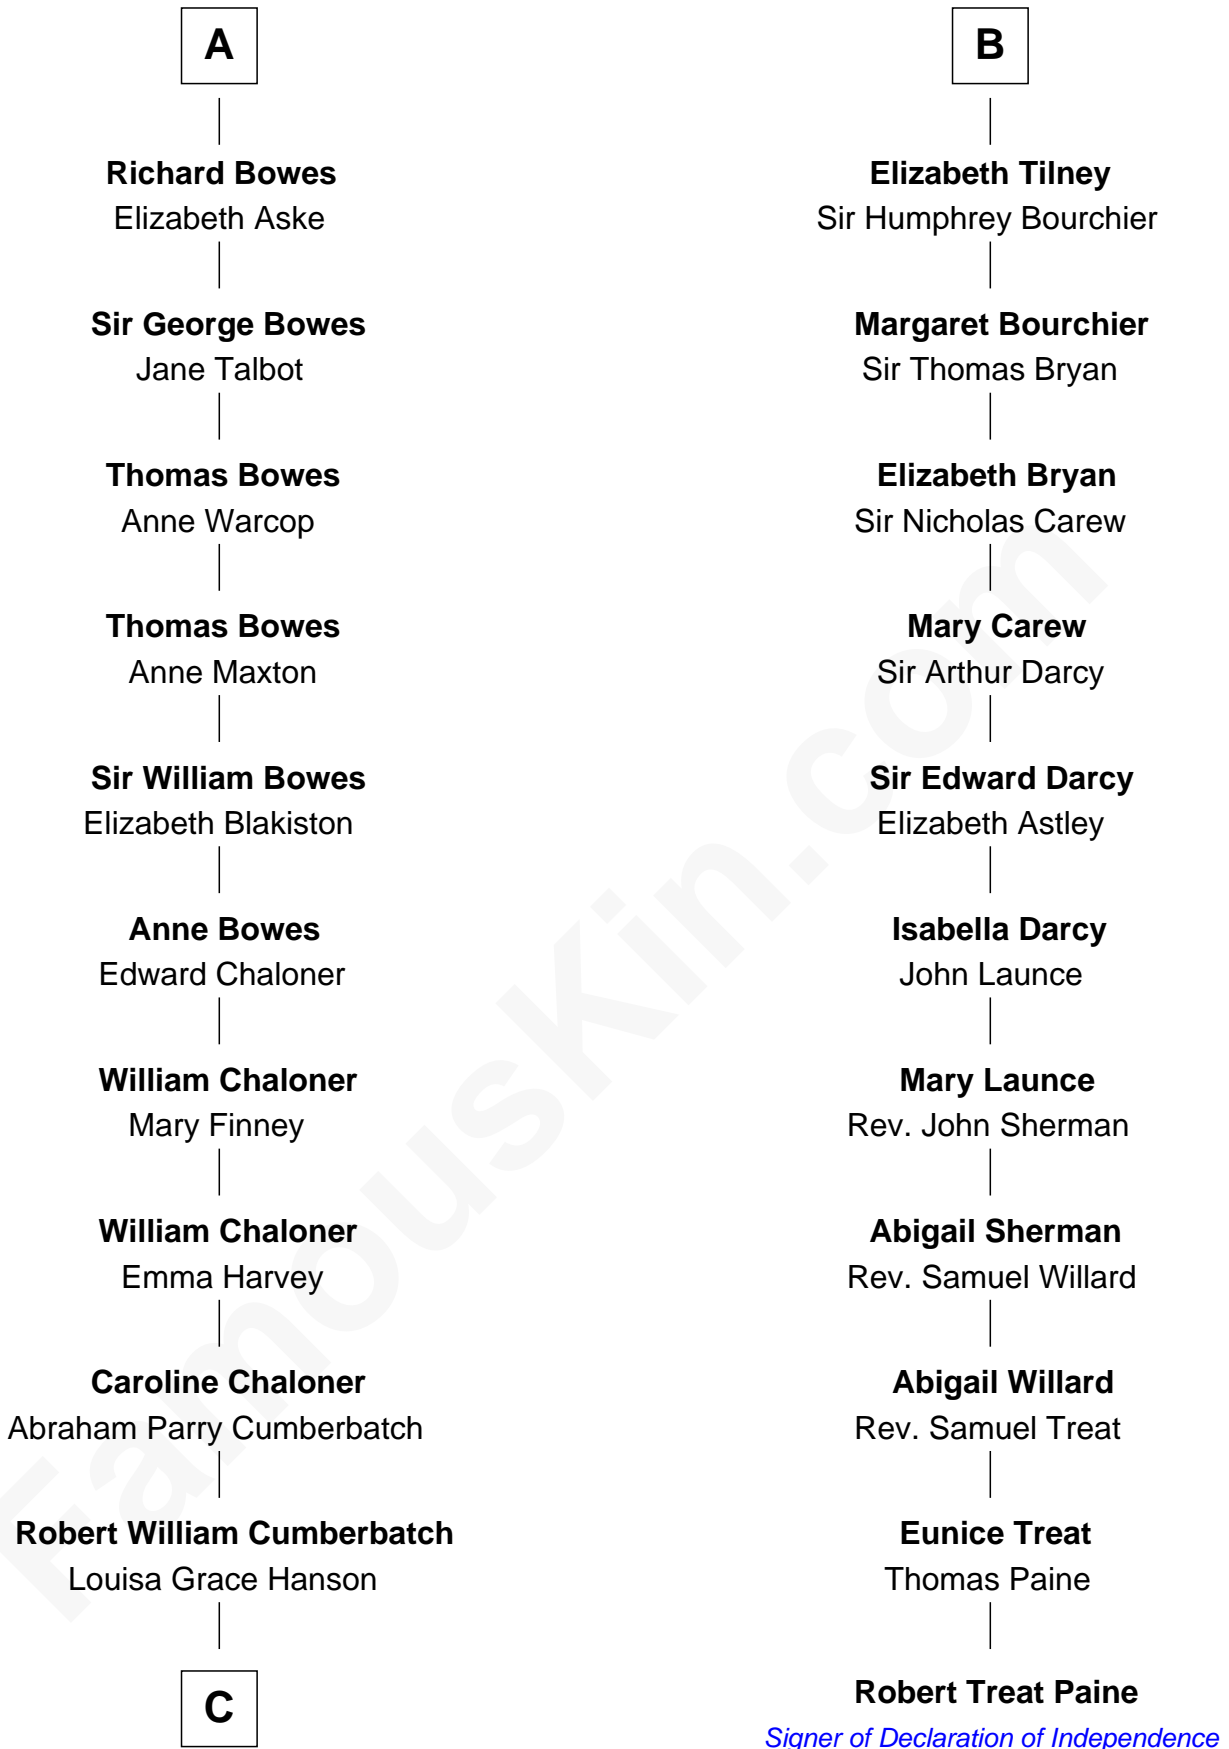 A
Richard Bowes
Elizabeth Aske
Sir George Bowes
Jane Talbot
Thomas Bowes
Anne Warcop
Thomas Bowes
Anne Maxton
Sir William Bowes
Elizabeth Blakiston
Anne Bowes
Edward Chaloner
William Chaloner
Mary Finney
William Chaloner
Emma Harvey
Caroline Chaloner
Abraham Parry Cumberbatch
Robert William Cumberbatch
Louisa Grace Hanson
C
B
Elizabeth Tilney
Sir Humphrey Bourchier
Margaret Bourchier
Sir Thomas Bryan
Elizabeth Bryan
Sir Nicholas Carew
Mary Carew
Sir Arthur Darcy
Sir Edward Darcy
Elizabeth Astley
Isabella Darcy
John Launce
Mary Launce
Rev. John Sherman
Abigail Sherman
Rev. Samuel Willard
Abigail Willard
Rev. Samuel Treat
Eunice Treat
Thomas Paine
Robert Treat Paine
Signer of Declaration of Independence
FamousKin.com